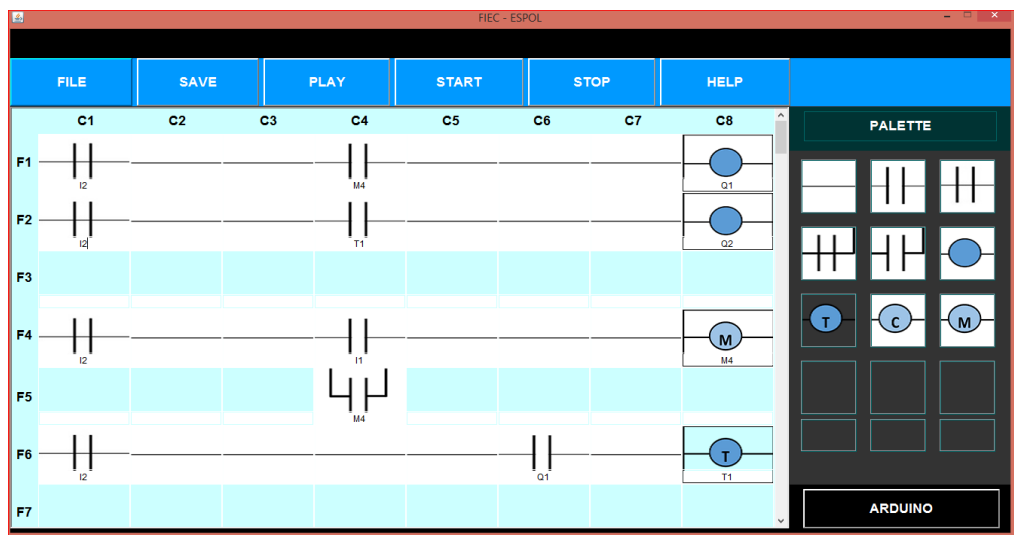 FIEC - ESPOL
FILE SAVE PLAY START STOP HELP
C1 C2 C3 C4 C5 C6 C7 C8
PALETTE
F1
I2 M4 Q1
F2
I2 T1 Q2
F3
F4
M
I2 I1 M4
F5
M4
F6
T
I2 Q1 T1
F7
T C M
ARDUINO